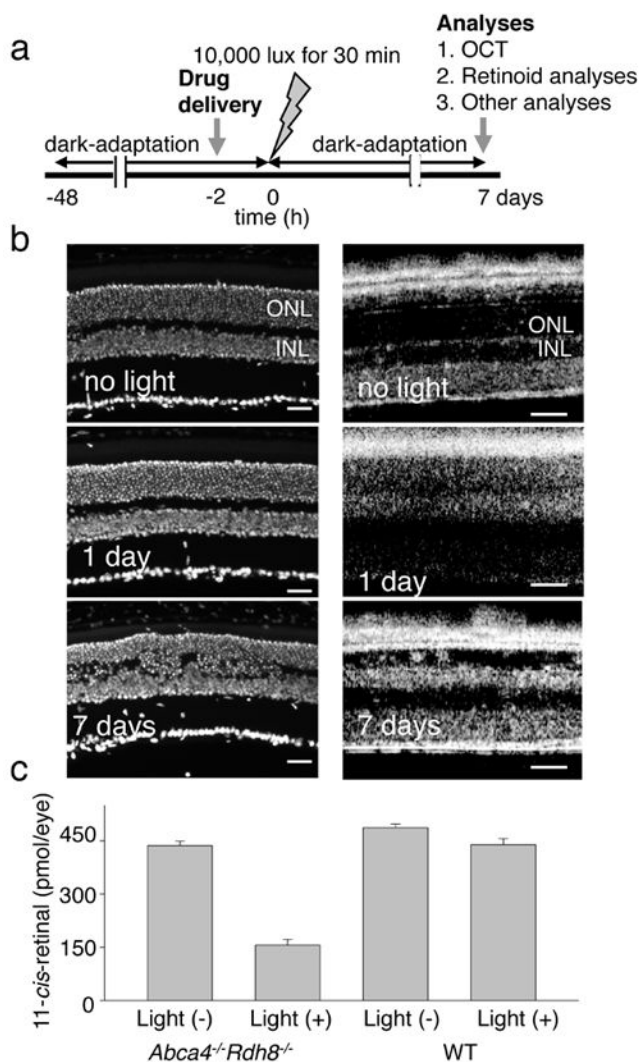 a
10,000 lux for 30 min
Drug
delivery
Analyses
1. OCT
2. Retinoid analyses
3. Other analyses
dark-adaptation
dark-adaptation
-48
-2
0
7 days
time (h)
b
ONL
INL
no light
ONL
INL
no light
1 day
1 day
7 days
7 days
c
11-cis-retinal (pmol/eye)
450
300
150
0
Light (-)
Light (+)
Light (-)
Light (+)
Abca4-/-Rdh8-/-
WT